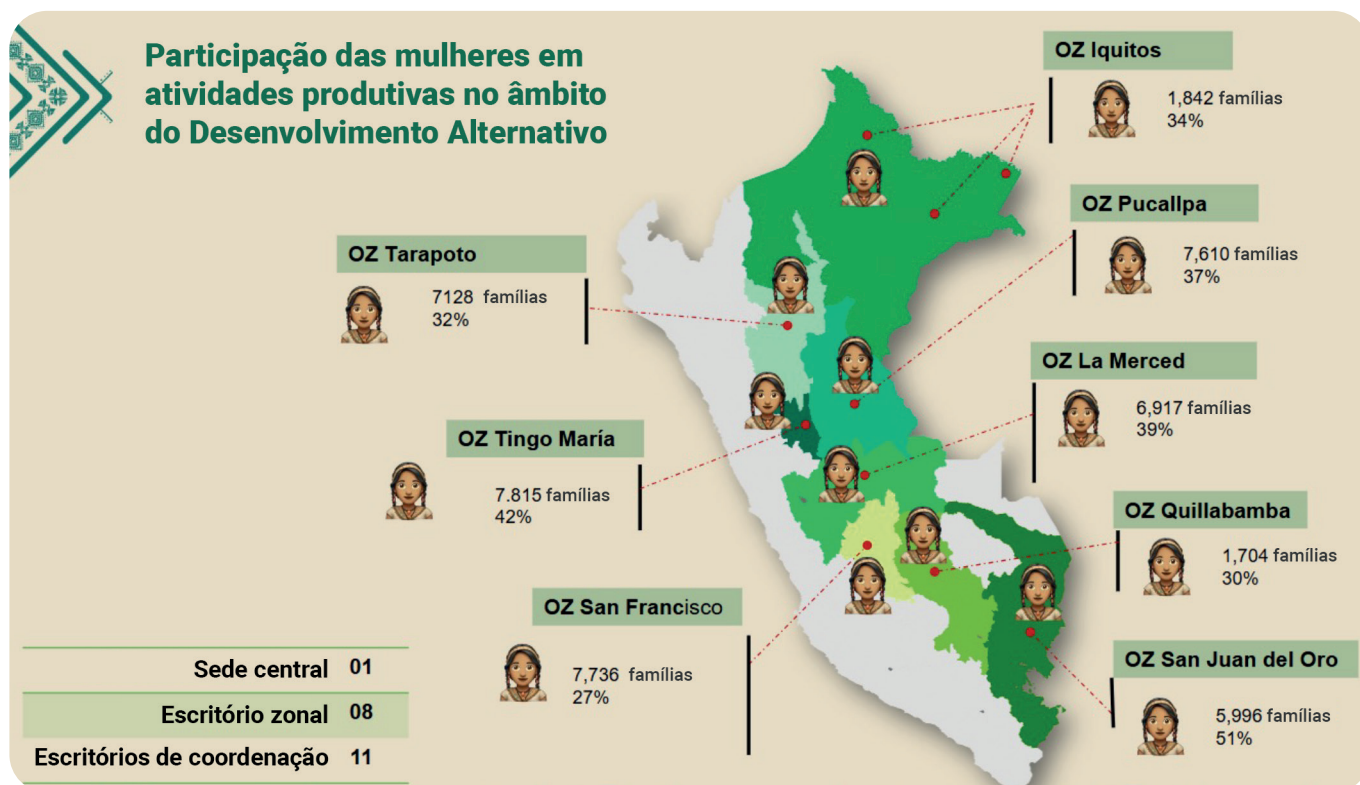 Participação das mulheres em
atividades produtivas no âmbito
do Desenvolvimento Alternativo
OZ Iquitos
1,842 famílias
34%
OZ Pucallpa
7,610 famílias
37%
OZ Tarapoto
7128 famílias
32%
OZ La Merced
6,917 famílias
39%
OZ Tingo María
7.815 famílias
42%
OZ Quillabamba
1,704 famílias
30%
OZ San Francisco
7,736 famílias
27%
OZ San Juan del Oro
5,996 famílias
51%
Sede central 01
Escritório zonal 08
Escritórios de coordenação 11